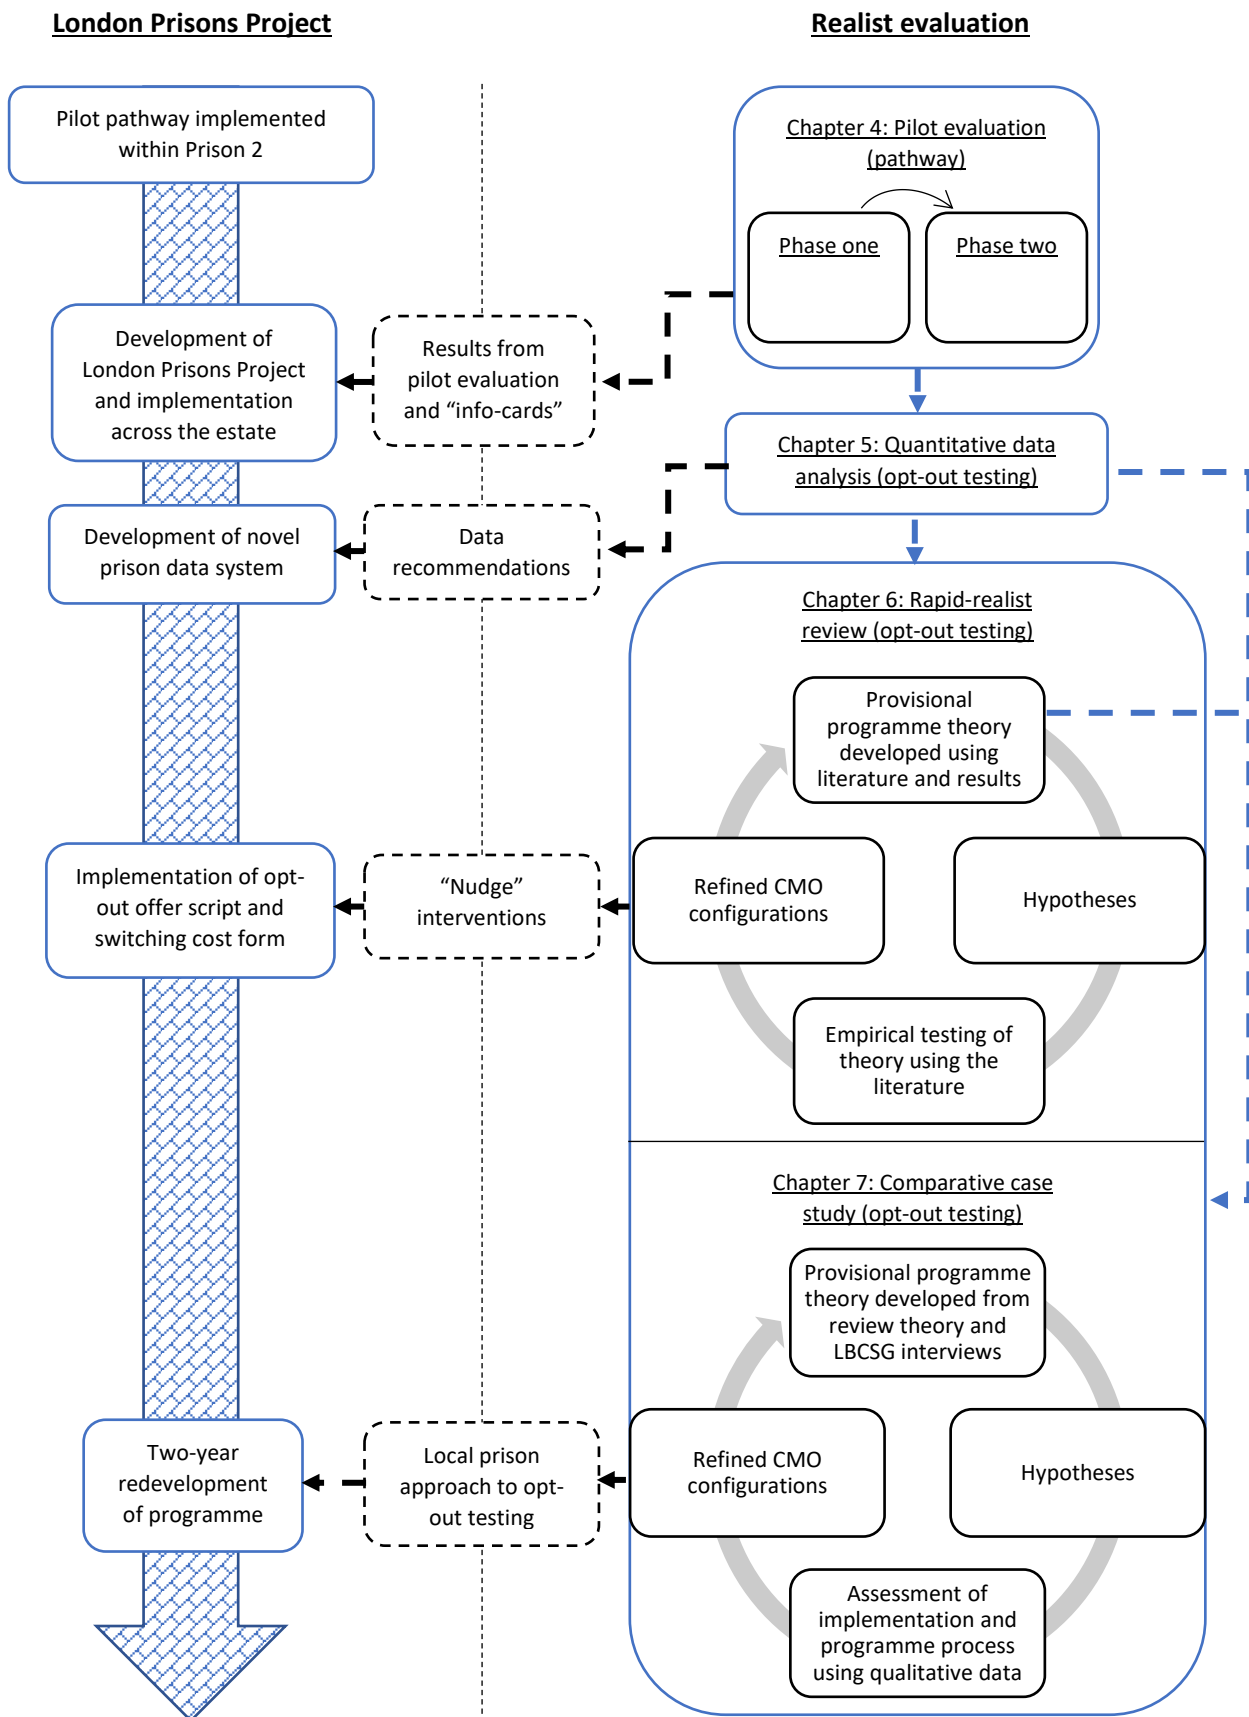 London Prisons Project
Realist evaluation
Pilot pathway implemented
within Prison 2
Chapter 4: Pilot evaluation
(pathway)
Phase one
Phase two
Development of
London Prisons Project
and implementation
across the estate
Results from
pilot evaluation
and “info-cards”
Chapter 5: Quantitative data
analysis (opt-out testing)
Development of novel
prison data system
Data
recommendations
Chapter 6: Rapid-realist
review (opt-out testing)
Provisional
programme theory
developed using
literature and results
Implementation of opt-
out offer script and
switching cost form
“Nudge”
interventions
Refined CMO
configurations
Hypotheses
Empirical testing of
theory using the
literature
Chapter 7: Comparative case
study (opt-out testing)
Provisional programme
theory developed from
review theory and
LBCSG interviews
Two-year
redevelopment
of programme
Local prison
approach to opt-
out testing
Refined CMO
configurations
Hypotheses
Assessment of
implementation and
programme process
using qualitative data